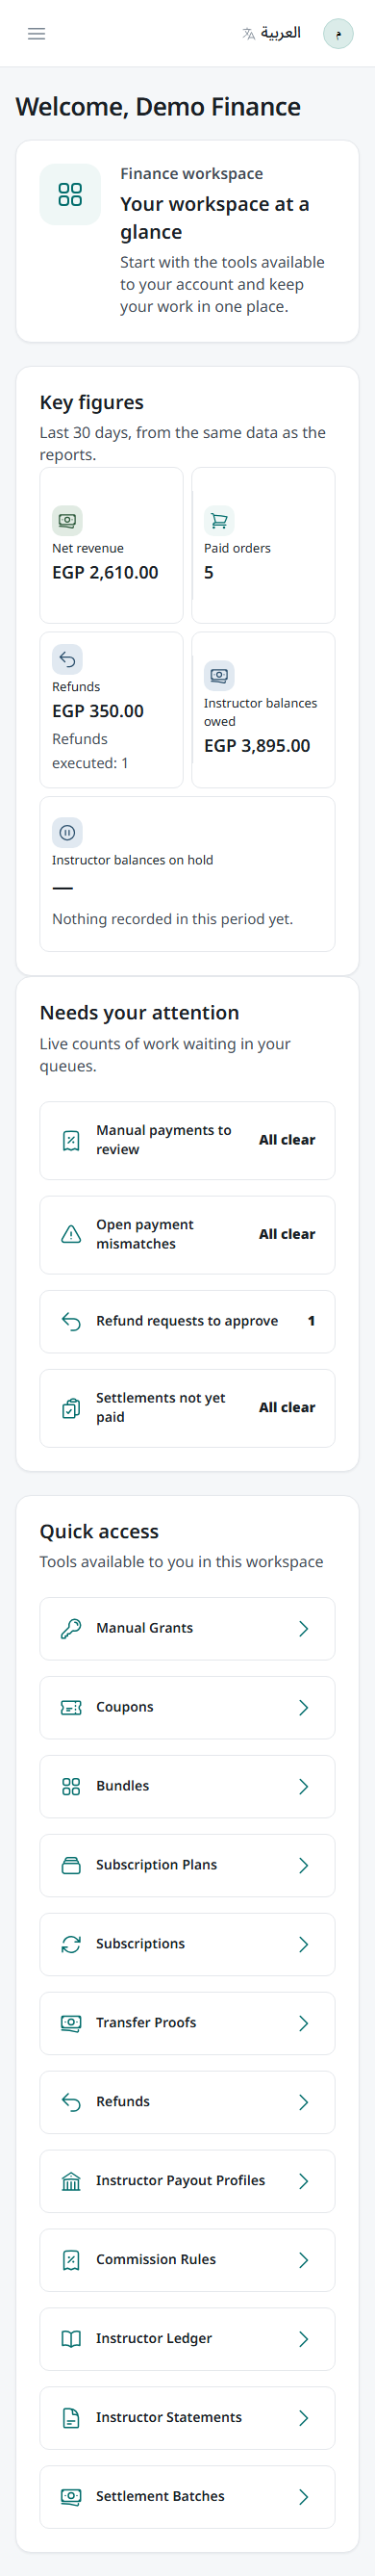 العربية
م
Welcome, Demo Finance
Finance workspace
Your workspace at a
glance
Start with the tools available
to your account and keep
your work in one place.
Key figures
Last 30 days, from the same data as the
reports.
Net revenue
EGP 2,610.00
Paid orders
5
Refunds
EGP 350.00
Refunds
executed: 1
Instructor balances
owed
EGP 3,895.00
Instructor balances on hold
—
Nothing recorded in this period yet.
Needs your attention
Live counts of work waiting in your
queues.
Manual payments to
review
All clear
Open payment
mismatches
All clear
Refund requests to approve
1
Settlements not yet
paid
All clear
Quick access
Tools available to you in this workspace
Manual Grants
Coupons
Bundles
Subscription Plans
Subscriptions
Transfer Proofs
Refunds
Instructor Payout Profiles
Commission Rules
Instructor Ledger
Instructor Statements
Settlement Batches